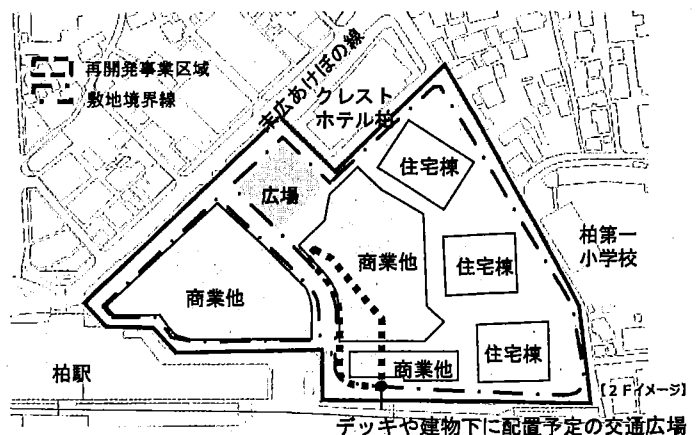 再開発事業区域
敷地境界線
末広あけぼの線
クレスト
ホテル柏
広場
住宅棟
商業他
住宅棟
柏第一
小学校
商業他
住宅棟
商業他
柏駅
【2Fイメージ】
デッキや建物下に配置予定の交通広場